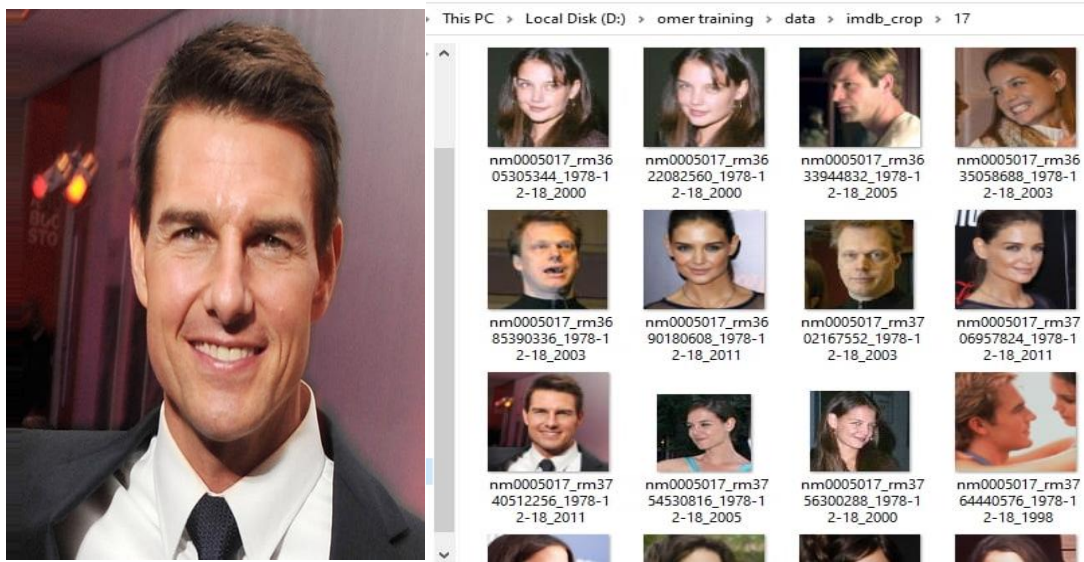 BUC
STO
This PC > Local Disk (D:) > omer training > data > imdb_crop > 17
nm0005017_rm36
05305344_1978-1
2-18_2000
nm0005017_rm36
22082560_1978-1
2-18_2000
nm0005017_rm36
33944832_1978-1
2-18_2005
nm0005017_rm36
35058688_1978-1
2-18_2003
nm0005017_rm36
85390336_1978-1
2-18_2003
nm0005017_rm36
90180608_1978-1
2-18_2011
nm0005017_rm37
02167552_1978-1
2-18_2003
nm0005017_rm37
06957824_1978-1
2-18_2011
nm0005017_rm37
40512256_1978-1
2-18_2011
nm0005017_rm37
54530816_1978-1
2-18_2005
nm0005017_rm37
56300288_1978-1
2-18_2000
nm0005017_rm37
64440576_1978-1
2-18_1998